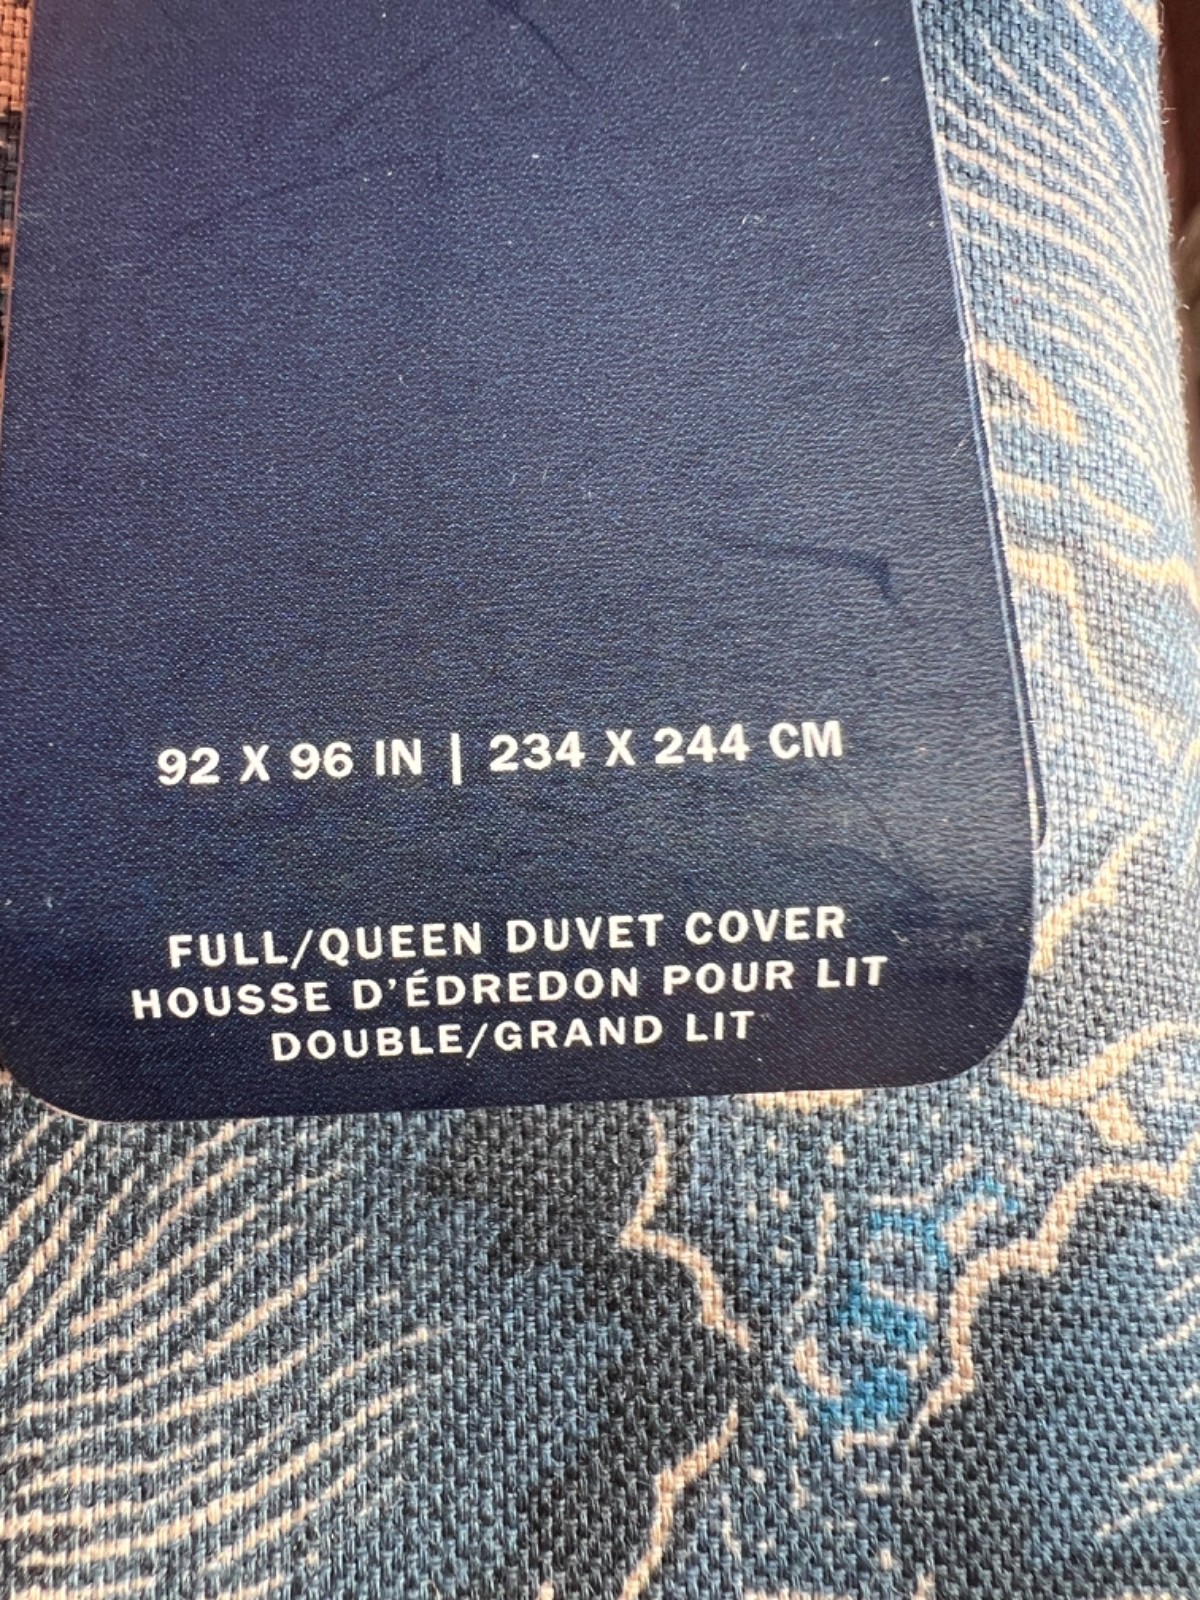 92 X 96 IN | 234 X 244 CM
FULL/QUEEN DUVET COVER
HOUSSE D'ÉDREDON POUR LIT
DOUBLE/GRAND LIT